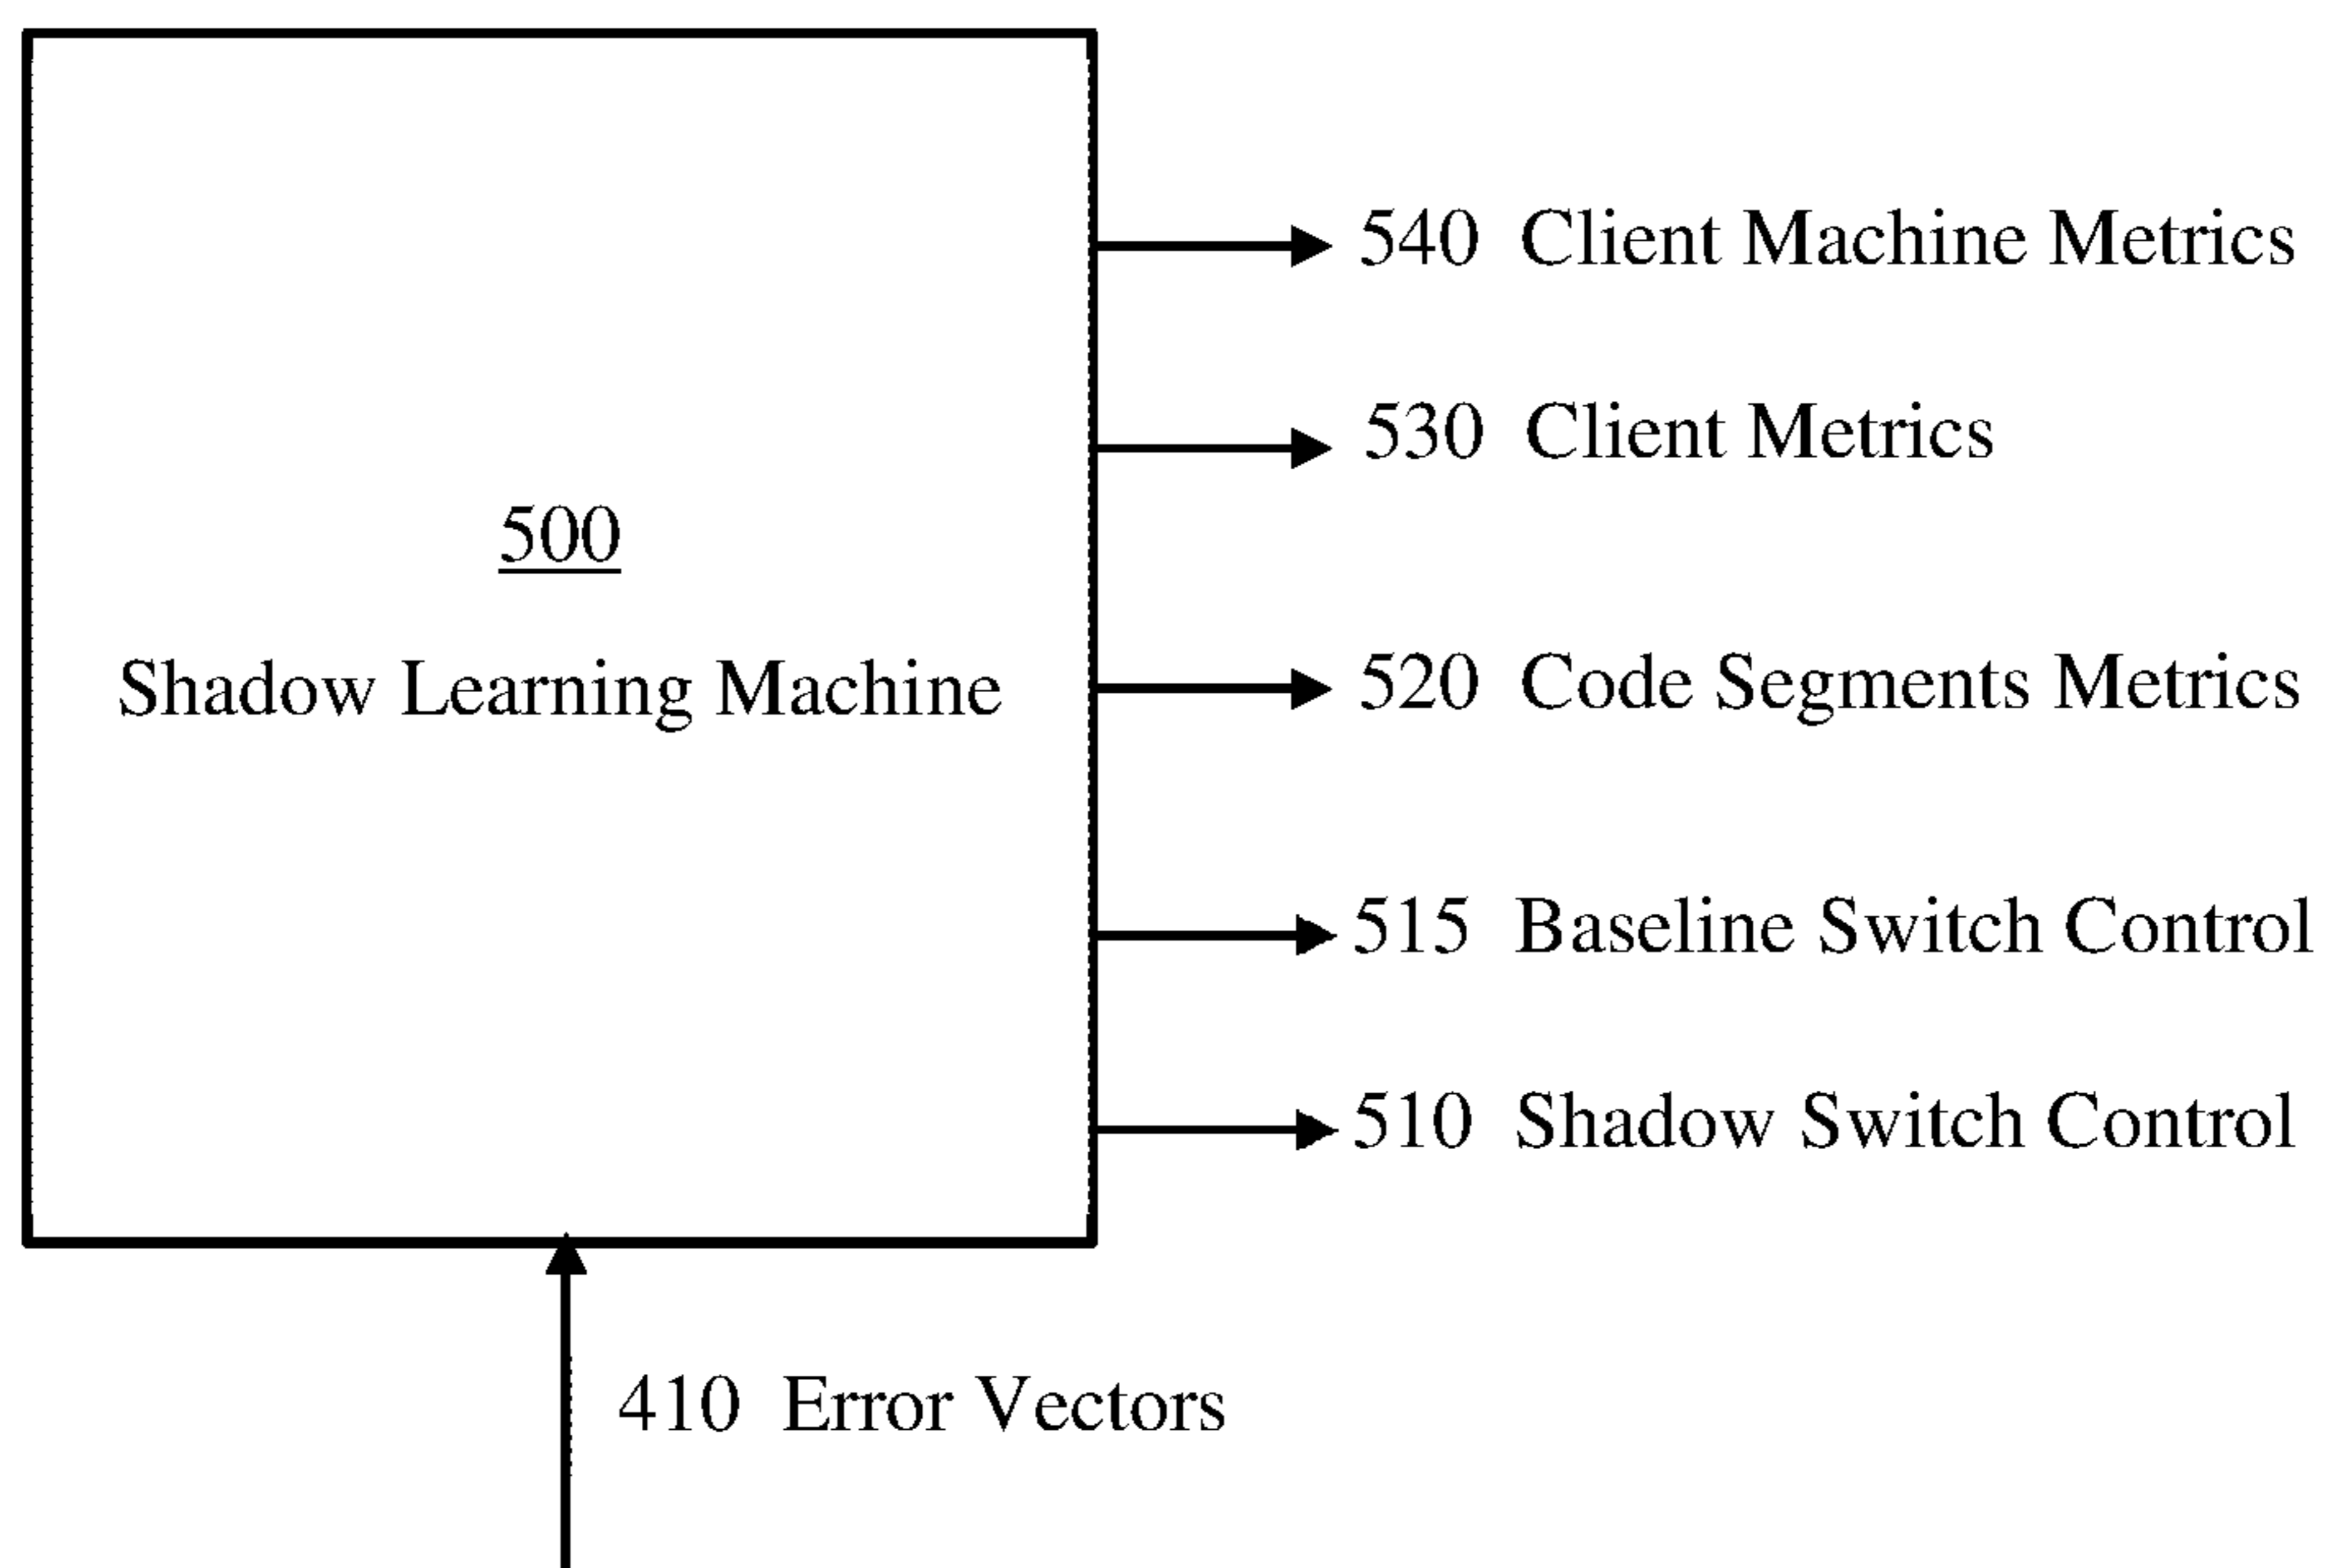 540 Client Machine Metrics
530 Client Metrics
500
Shadow Learning Machine
520 Code Segments Metrics
515 Baseline Switch Control
510 Shadow Switch Control
410 Error Vectors